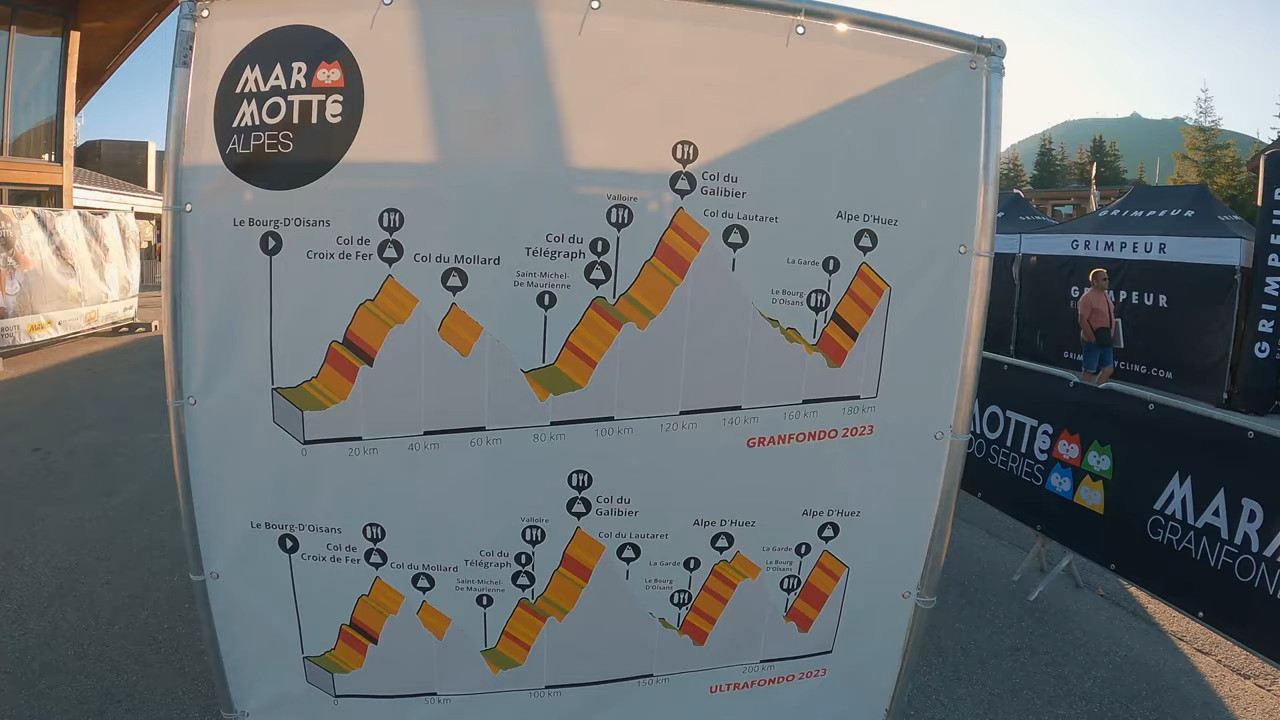 MAR
MOTTE
ALPES
Le Bourg-D'Oisans
Col de
Croix de Fer
Col du Mollard
Saint-Michel-
De Maurienne
Col du
Télégraph
Valloire
Col du
Galibier
Col du Lautaret
La Garde
Le Bourg-
D'Oisans
Alpe D'Huez
0
20 km
40 km
60 km
80 km
100 km
120 km
140 km
160 km
180 km
GRANFONDO 2023
Le Bourg-D'Oisans
Col de
Croix de Fer
Col du Mollard
Saint-Michel-
De Maurienne
Col du
Télégraph
Valloire
Col du
Galibier
Col du Lautaret
La Garde
Le Bourg-
D'Oisans
Alpe D'Huez
La Garde
Le Bourg-
D'Oisans
Alpe D'Huez
0
50 km
100 km
150 km
200 km
ULTRAFONDO 2023
GRIMPEUR
GRIMPEUR
MPEUR
CYCLING.COM
GRIMPEUR
MOTTE
DO SERIES
MAR
GRANFON